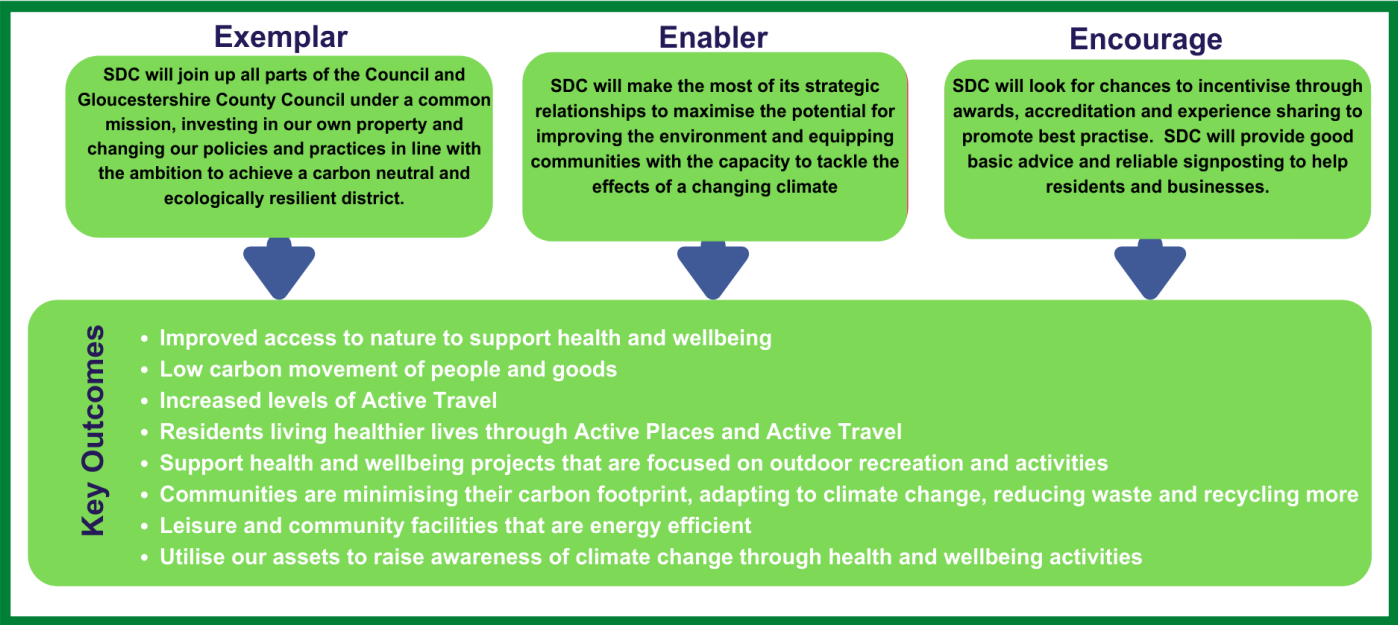 Exemplar
SDC will join up all parts of the Council and
Gloucestershire County Council under a common
mission, investing in our own property and
changing our policies and practices in line with
the ambition to achieve a carbon neutral and
ecologically resilient district.
Enabler
SDC will make the most of its strategic
relationships to maximise the potential for
improving the environment and equipping
communities with the capacity to tackle the
effects of a changing climate
Encourage
SDC will look for chances to incentivise through
awards, accreditation and experience sharing to
promote best practise.  SDC will provide good
basic advice and reliable signposting to help
residents and businesses.
Key Outcomes
• Improved access to nature to support health and wellbeing
• Low carbon movement of people and goods
• Increased levels of Active Travel
• Residents living healthier lives through Active Places and Active Travel
• Support health and wellbeing projects that are focused on outdoor recreation and activities
• Communities are minimising their carbon footprint, adapting to climate change, reducing waste and recycling more
• Leisure and community facilities that are energy efficient
• Utilise our assets to raise awareness of climate change through health and wellbeing activities